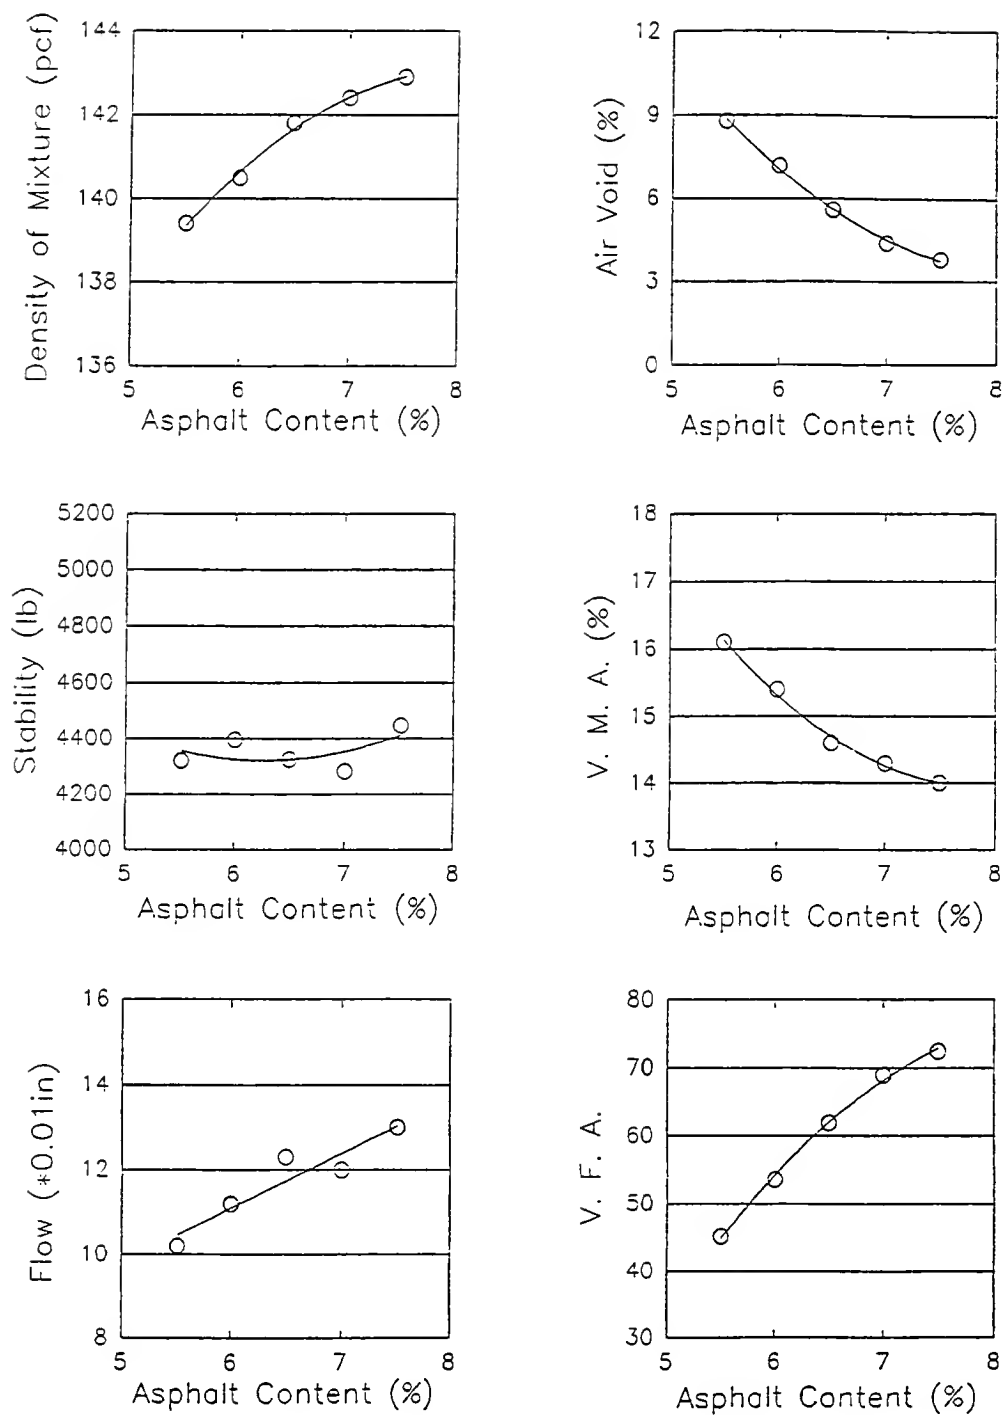 Density of Mixture (pcf)
144
142
140
138
136
5 6 7 8
Asphalt Content (%)
Air Void (%)
12
9
6
3
0
5 6 7 8
Asphalt Content (%)
Stability (lb)
5200
5000
4800
4600
4400
4200
4000
5 6 7 8
Asphalt Content (%)
V. M. A. (%)
18
17
16
15
14
13
5 6 7 8
Asphalt Content (%)
Flow (*0.01in)
16
14
12
10
8
5 6 7 8
Asphalt Content (%)
V. F. A.
80
70
60
50
40
30
5 6 7 8
Asphalt Content (%)